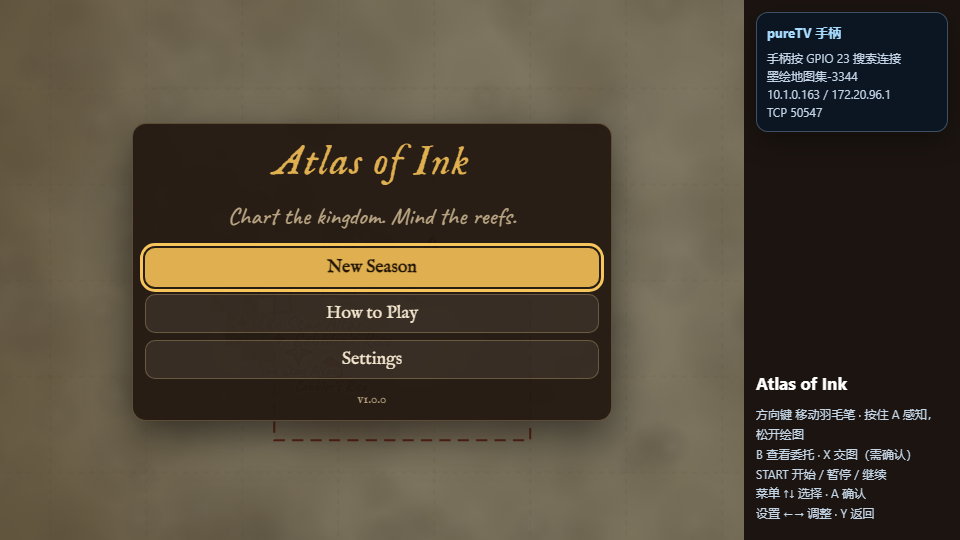 Atlas of Ink
Chart the kingdom. Mind the reefs.
New Season
How to Play
Settings
v1.0.0
pureTV 手柄
手柄按 GPIO 23 搜索连接
墨绘地图集-3344
10.1.0.163 / 172.20.96.1
TCP 50547
Atlas of Ink
方向键 移动羽毛笔 · 按住 A 感知,
松开绘图
B 查看委托 · X 交图（需确认）
START 开始 / 暂停 / 继续
菜单 ↑↓ 选择 · A 确认
设置 ←→ 调整 · Y 返回